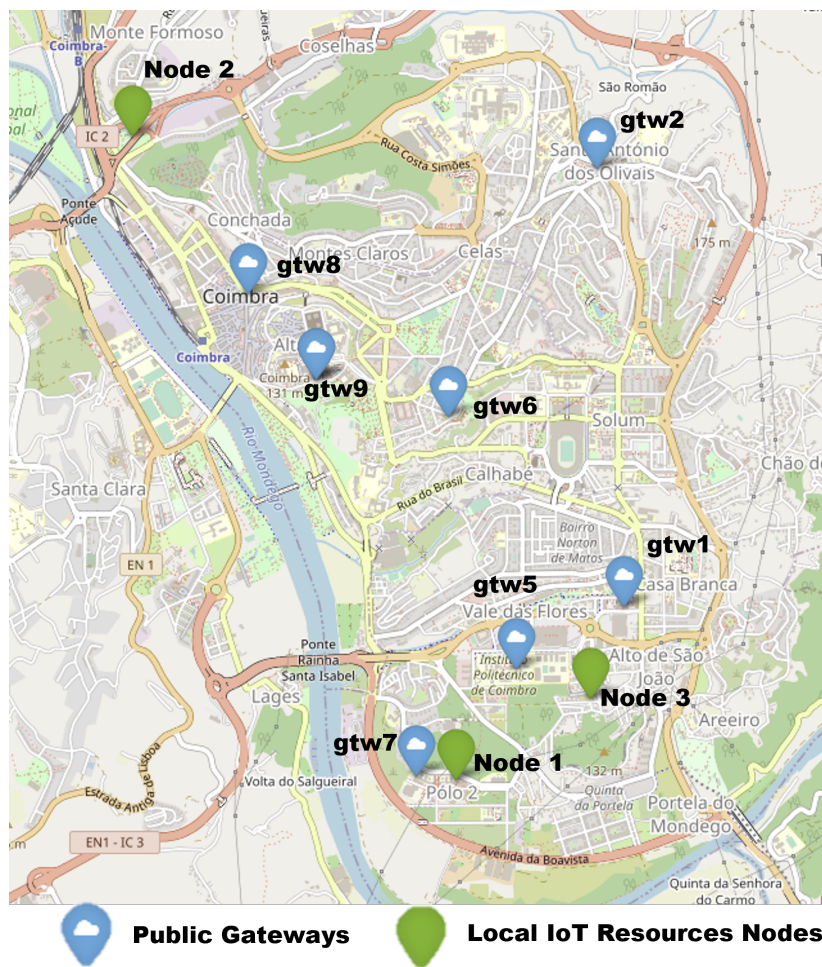 Monte Formoso
Coimbra-
B
Coselhas
Node 2
São Romão
IC 2
gtw2
Santo António
dos Olivais
Rua Costa Simões
Ponte
Açude
Conchada
Montes Claros
Celas
175 m
gtw8
Coimbra
Coimbra
Alta
Coimbra
131 m
gtw9
gtw6
Solum
Rio Mondego
Calhabé
Chão do
Santa Clara
Rua do Brasil
Bairro
Norton
de Matos
EN 1
gtw1
gtw5
Casa Branca
Vale das Flores
Ponte
Rainha
Santa Isabel
Instituto
Politécnico
de Coimbra
Alto de São
João
Lages
Node 3
Areeiro
gtw7
Node 1
132 m
Volta do Salgueiral
Pólo 2
Quinta
da Portela
Estrada Antiga de Lisboa
Portela do
Mondego
EN1 - IC 3
Avenida da Boavista
Quinta da Senhora
do Carmo
Public Gateways
Local IoT Resources Nodes